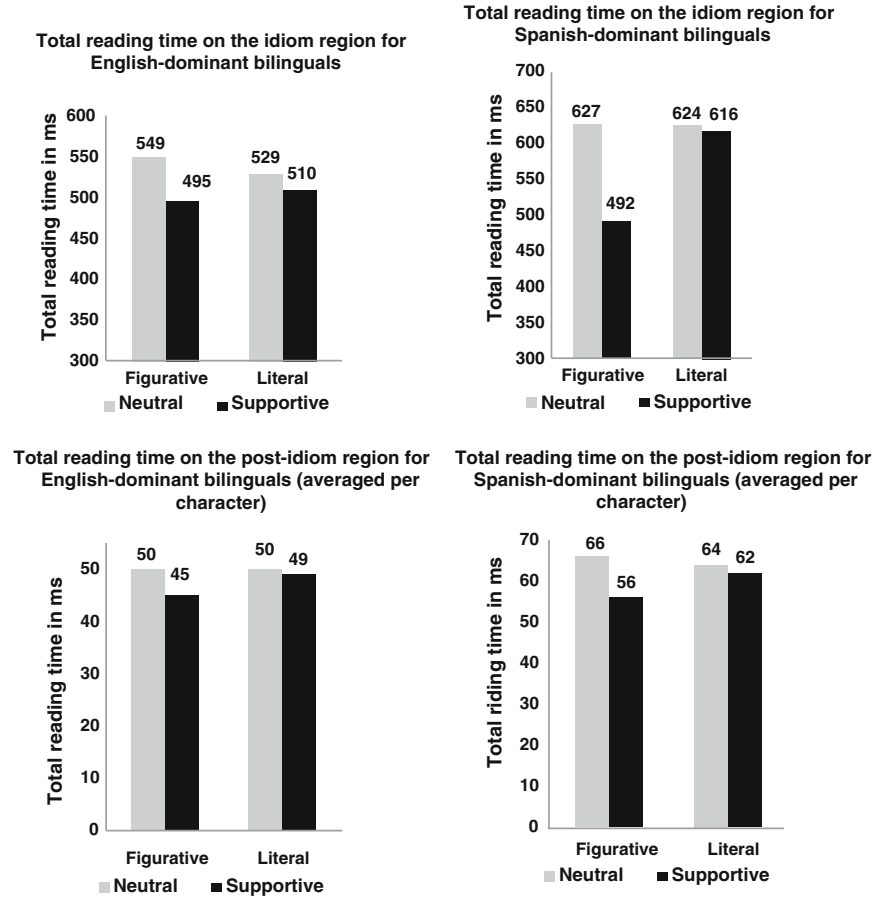 Total reading time on the idiom region for
English-dominant bilinguals
Total reading time in ms
600
550
500
450
400
350
300
549
495
529
510
Figurative
Literal
Neutral
Supportive
Total reading time on the idiom region for
Spanish-dominant bilinguals
Total reading time in ms
700
650
600
550
500
450
400
350
300
627
492
624
616
Figurative
Literal
Neutral
Supportive
Total reading time on the post-idiom region for
English-dominant bilinguals (averaged per
character)
Total reading time in ms
50
40
30
20
10
0
50
45
50
49
Figurative
Literal
Neutral
Supportive
Total reading time on the post-idiom region for
Spanish-dominant bilinguals (averaged per
character)
Total riding time in ms
70
60
50
40
30
20
10
0
66
56
64
62
Figurative
Literal
Neutral
Supportive